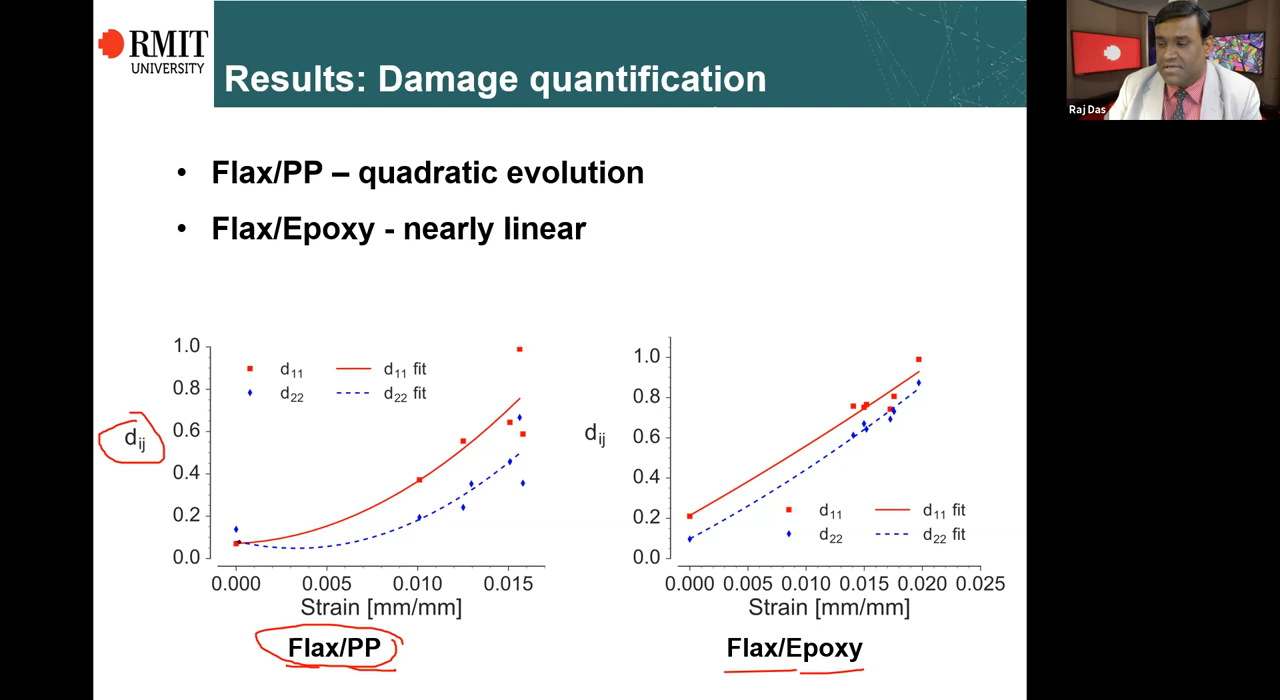 RMIT
UNIVERSITY
Results: Damage quantification
Raj Das
• Flax/PP – quadratic evolution
• Flax/Epoxy - nearly linear
1.0
0.8
0.6
0.4
0.2
0.0
dij
d11 d11 fit
d22 d22 fit
0.000 0.005 0.010 0.015
Strain [mm/mm]
Flax/PP
1.0
0.8
0.6
0.4
0.2
0.0
dij
d11 d11 fit
d22 d22 fit
0.000 0.005 0.010 0.015 0.020 0.025
Strain [mm/mm]
Flax/Epoxy